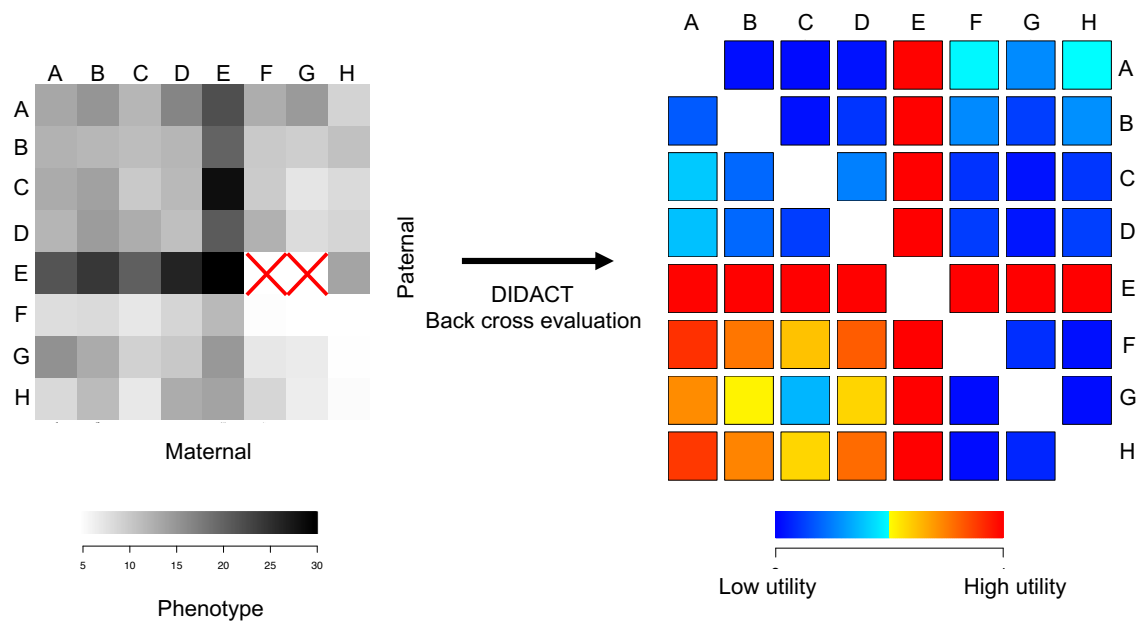 A B C D E F G H
A B C D E F G H
A
B
C
D
E
F
G
H
A
B
C
D
E
F
G
H
Paternal
DIDACT
Back cross evaluation
Maternal
5 10 15 20 25 30
Phenotype
Low utility High utility